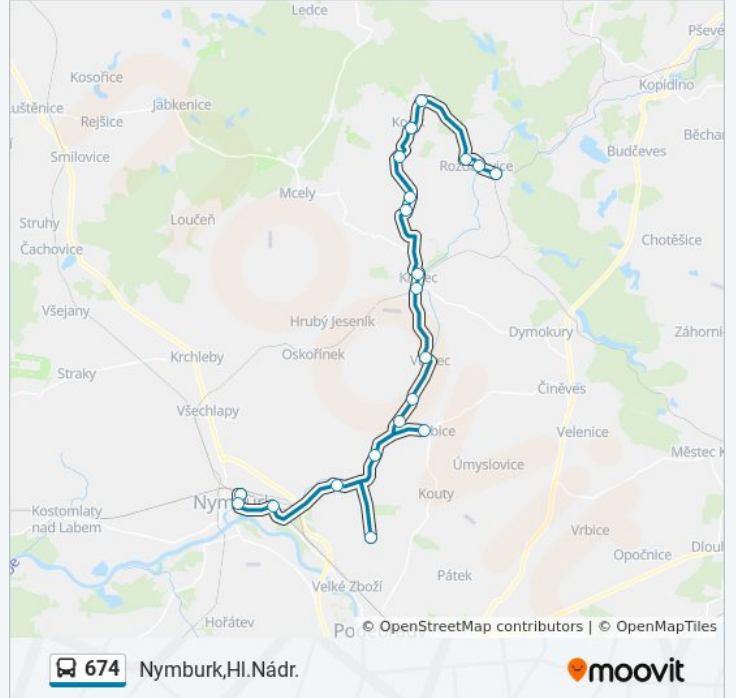 Ledce
Pševe
Kosořice
Kopidlno
uštěnice
Jabkenice
Rejšice
Běchar
Smilovice
Budčeves
Mcely
Struhy
Loučeň
Čachovice
Chotěšice
Všejany
Hrubý Jeseník
Dymokury
Záhorni
Krchleby
Oskořínek
Straky
Činěves
Všechlapy
Velenice
bice
Městec K
Úmyslovice
Kouty
Kostomlaty
nad Labem
Vrbice
Opočnice
Dlouh
Pátek
Velké Zboží
Hořátev
© OpenStreetMap contributors | © OpenMapTiles
674 Nymburk,Hl.Nádr.
moovit